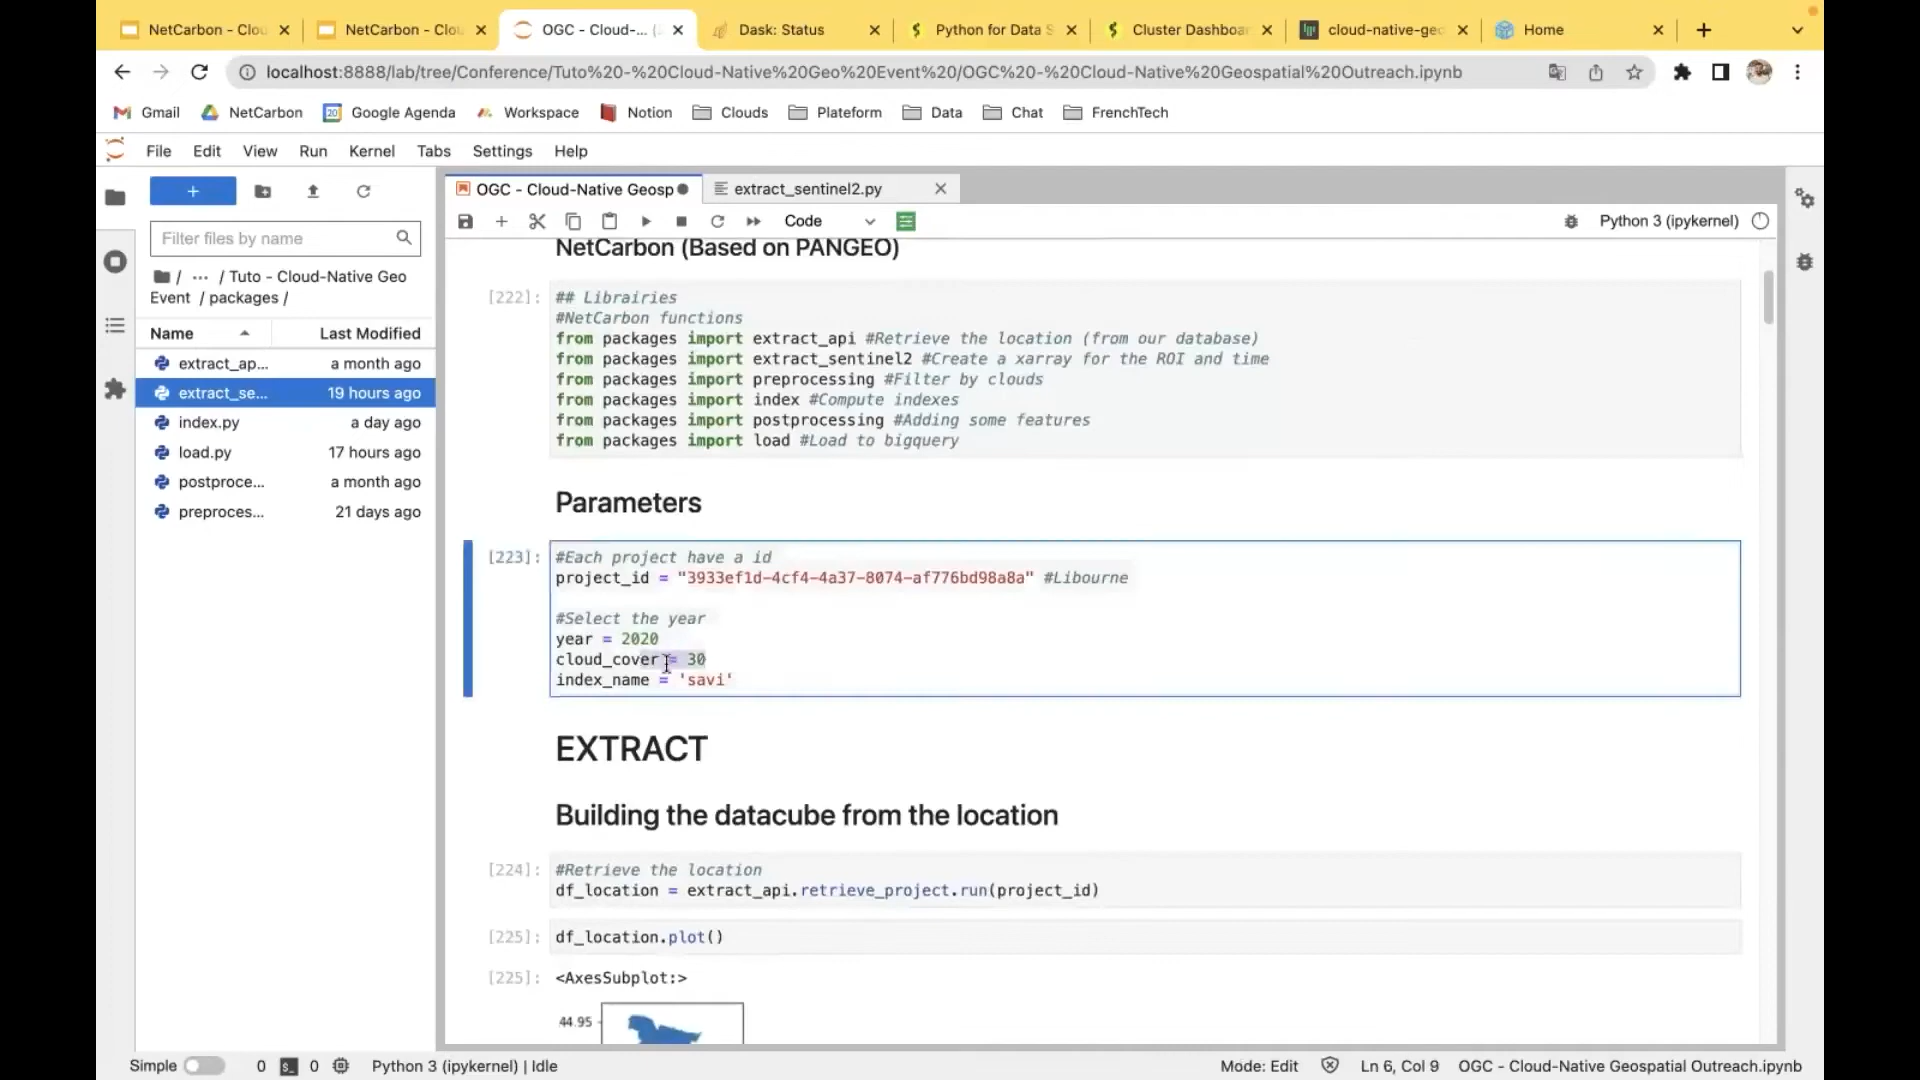 NetCarbon - Clou
NetCarbon - Clou
OGC - Cloud-...
Dask: Status
Python for Data S
Cluster Dashboar
cloud-native-geo
Home
localhost:8888/lab/tree/Conference/Tuto%20-%20Cloud-Native%20Geo%20Event%20/OGC%20-%20Cloud-Native%20Geospatial%20Outreach.ipynb
Gmail
NetCarbon
Google Agenda
Workspace
Notion
Clouds
Plateform
Data
Chat
FrenchTech
File Edit View Run Kernel Tabs Settings Help
Filter files by name
/ ... / Tuto - Cloud-Native Geo
Event / packages /
Name Last Modified
extract_ap... a month ago
extract_se... 19 hours ago
index.py a day ago
load.py 17 hours ago
postproce... a month ago
preproces... 21 days ago
OGC - Cloud-Native Geosp
extract_sentinel2.py
Code
Python 3 (ipykernel)
NetCarbon (Based on PANGEO)
[222]: ## Librairies
#NetCarbon functions
from packages import extract_api #Retrieve the location (from our database)
from packages import extract_sentinel2 #Create a xarray for the ROI and time
from packages import preprocessing #Filter by clouds
from packages import index #Compute indexes
from packages import postprocessing #Adding some features
from packages import load #Load to bigquery
Parameters
[223]: #Each project have a id
project_id = "3933ef1d-4cf4-4a37-8074-af776bd98a8a" #Libourne
#Select the year
year = 2020
cloud_cover = 30
index_name = 'savi'
EXTRACT
Building the datacube from the location
[224]: #Retrieve the location
df_location = extract_api.retrieve_project.run(project_id)
[225]: df_location.plot()
[225]: <AxesSubplot:>
44.95
Simple 0 0 Python 3 (ipykernel) | Idle
Mode: Edit Ln 6, Col 9 OGC - Cloud-Native Geospatial Outreach.ipynb